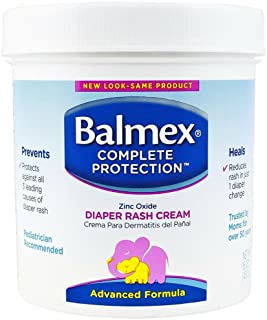 NEW LOOK-SAME PRODUCT
Balmex®
COMPLETE
PROTECTION™
Zinc Oxide
DIAPER RASH CREAM
Crema Para Dermatitis del Pañal
Advanced Formula
Prevents
✓Protects
against all
3 leading
causes of
diaper rash
Pediatrician
Recommended
Heals
✓Reduces
rash in just
1 diaper
change
Trusted by
Moms for
over 50 years